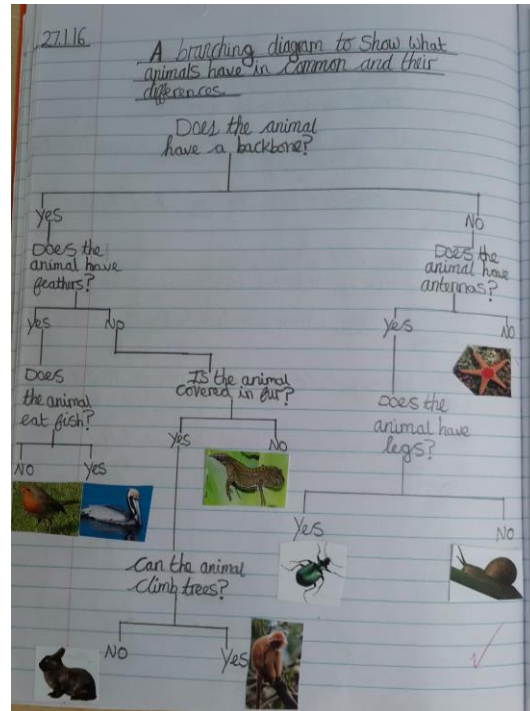 27.1.16
A branching diagram to Show what
animals have in common and their
differences.
Does the animal
have a backbone?
Yes
No
Does the
animal have
feathers?
Does the
animal have
antennas?
Yes
No
Yes
No
Does
the animal
eat fish?
Is the animal
covered in fur?
Does the
animal have
legs?
NO
Yes
Yes
No
Yes
No
Can the animal
climb trees?
NO
Yes